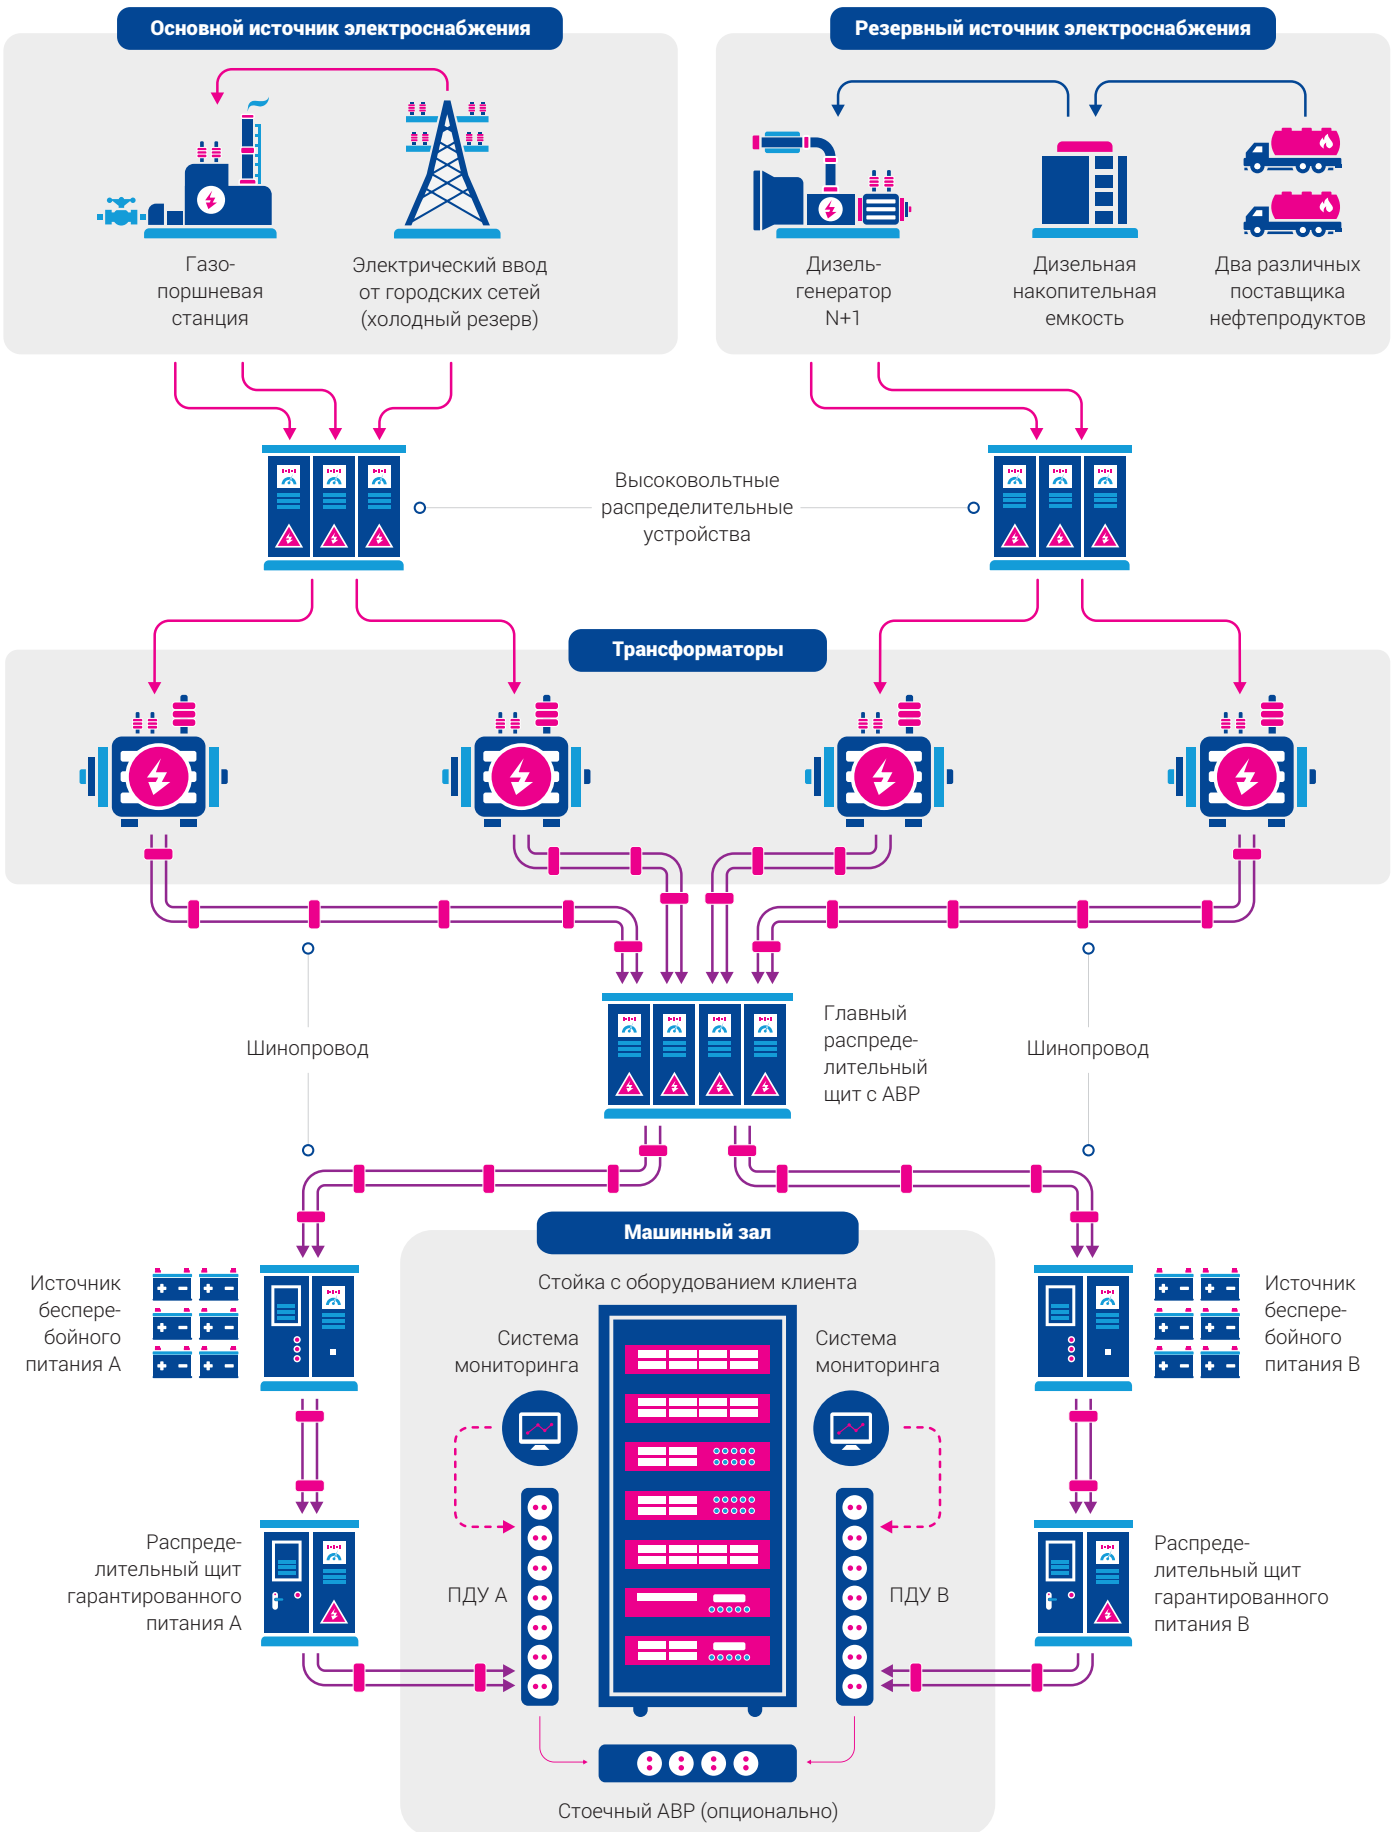 Основной источник электроснабжения
Резервный источник электроснабжения
Газо-
поршневая
станция
Электрический ввод
от городских сетей
(холодный резерв)
Дизель-
генератор
N+1
Дизельная
накопительная
емкость
Два различных
поставщика
нефтепродуктов
Высоковольтные
распределительные
устройства
Трансформаторы
Шинопровод
Главный
распреде-
лительный
щит с АВР
Шинопровод
Машинный зал
Стойка с оборудованием клиента
Источник
беспере-
бойного
питания А
Система
мониторинга
Система
мониторинга
Источник
беспере-
бойного
питания В
Распреде-
лительный щит
гарантированного
питания А
ПДУ А
ПДУ В
Распреде-
лительный щит
гарантированного
питания В
Стоечный АВР (опционально)